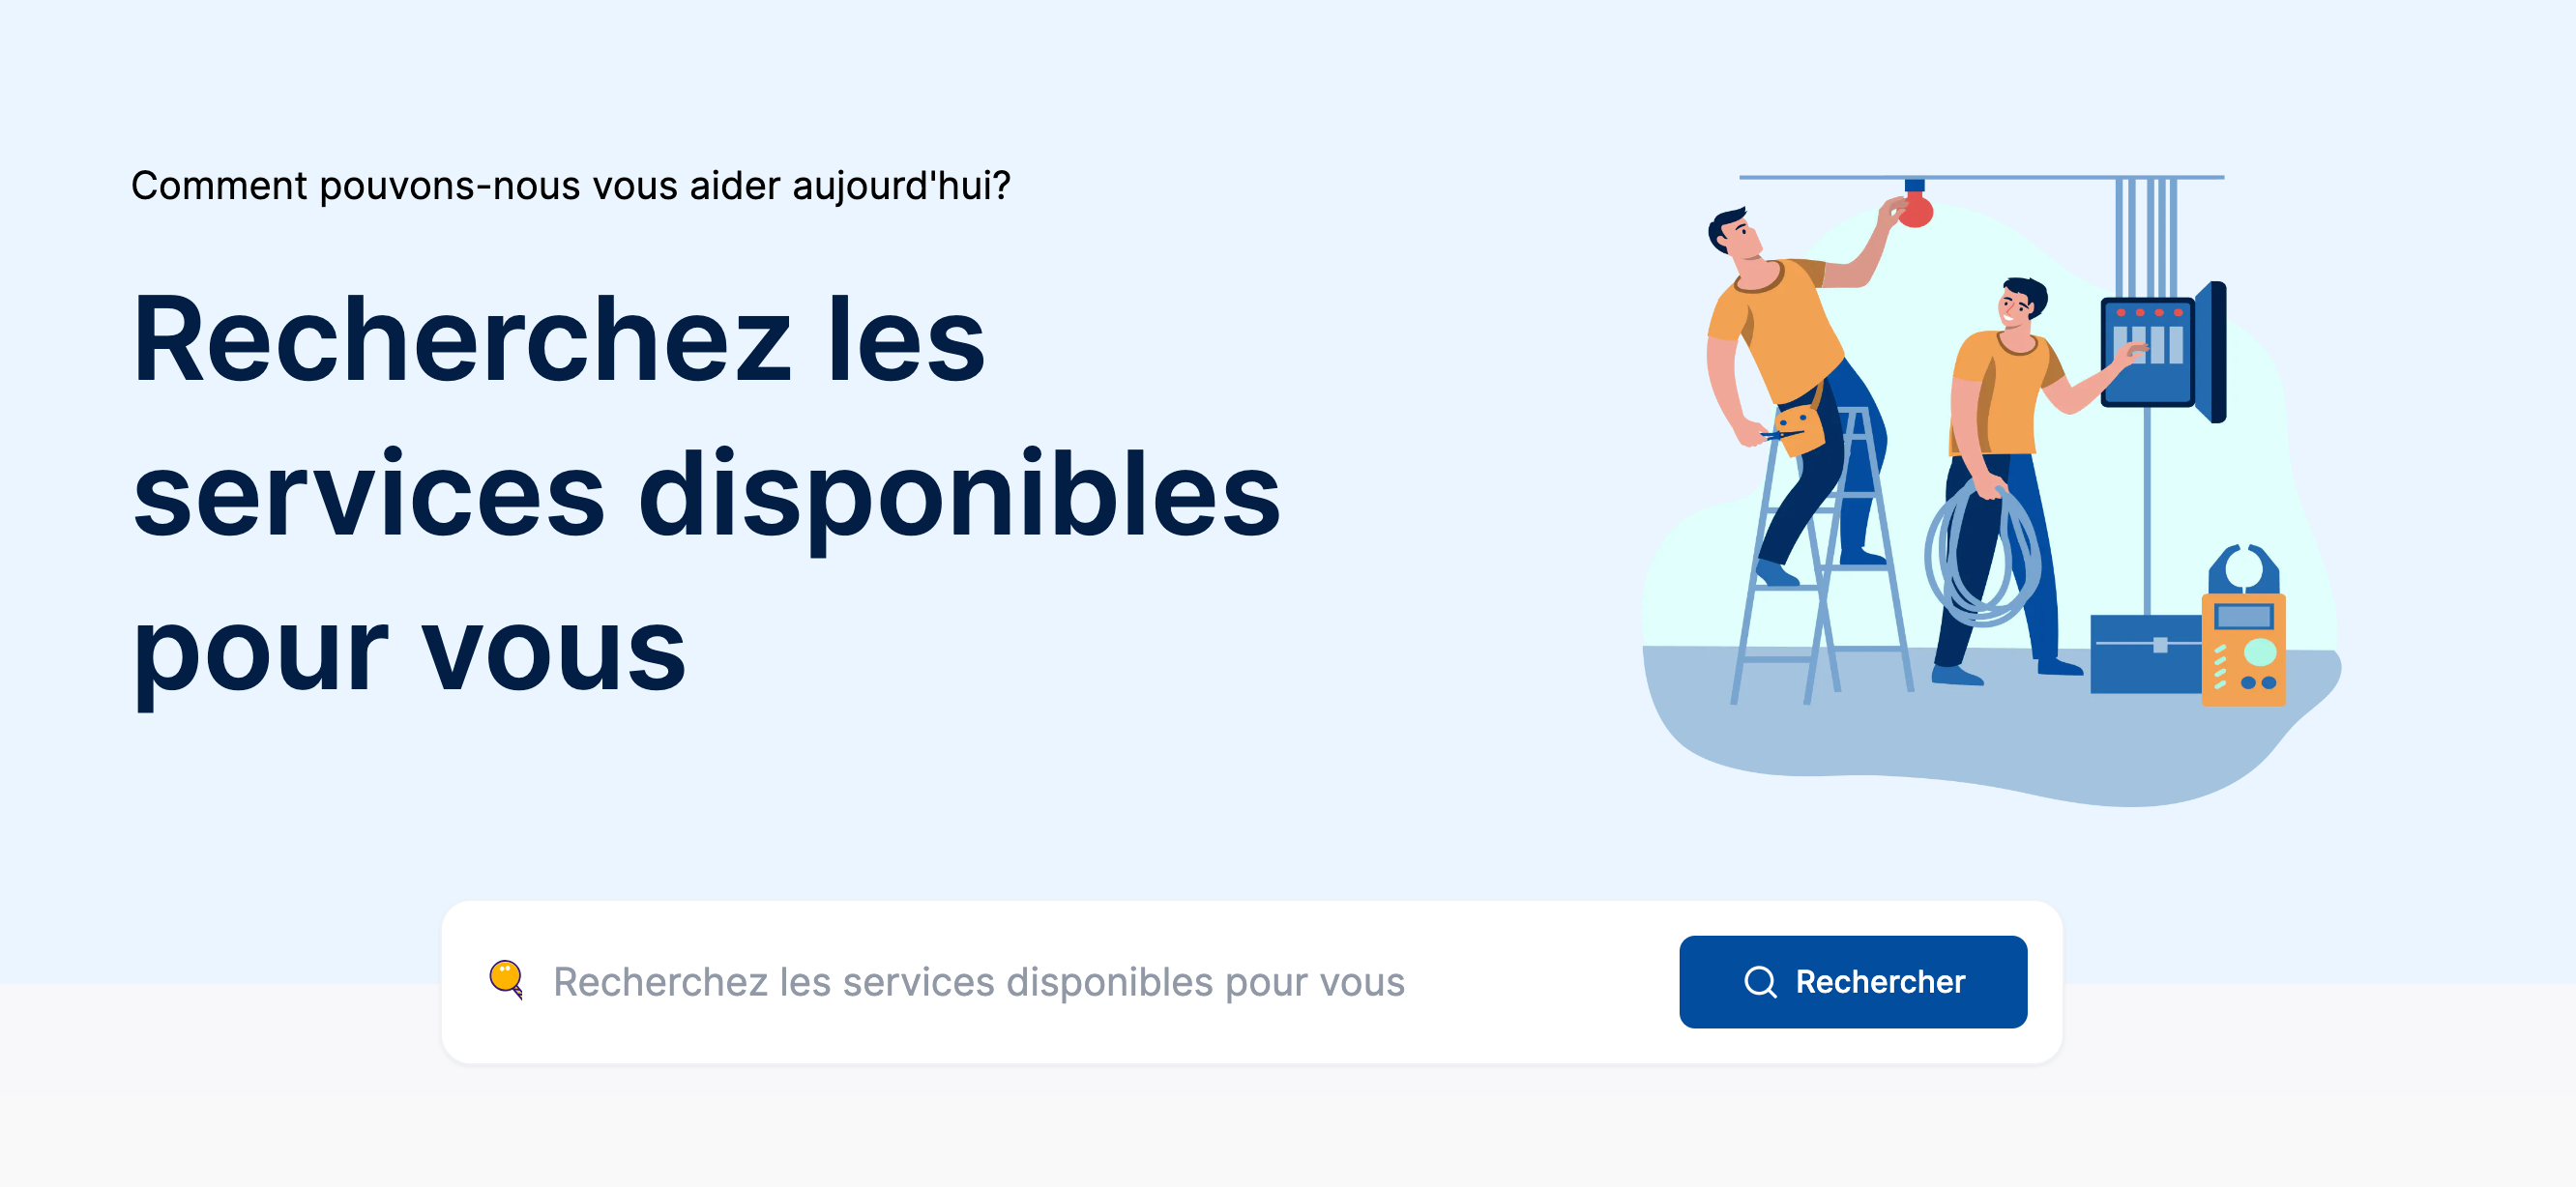 Comment pouvons-nous vous aider aujourd'hui?
Recherchez les
services disponibles
pour vous
Recherchez les services disponibles pour vous
Rechercher